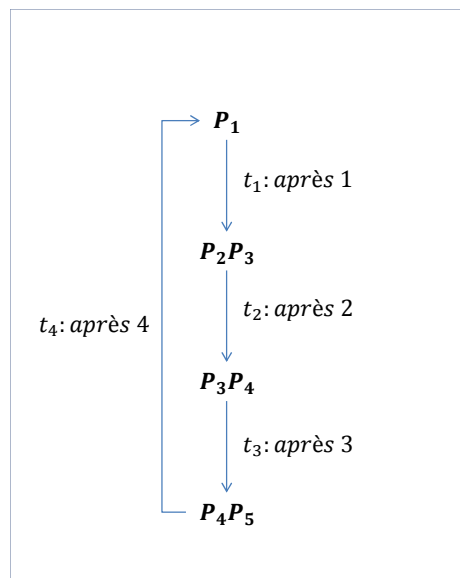 P₁
t₁: après 1
P₂P₃
t₂: après 2
t₄: après 4
P₃P₄
t₃: après 3
P₄P₅